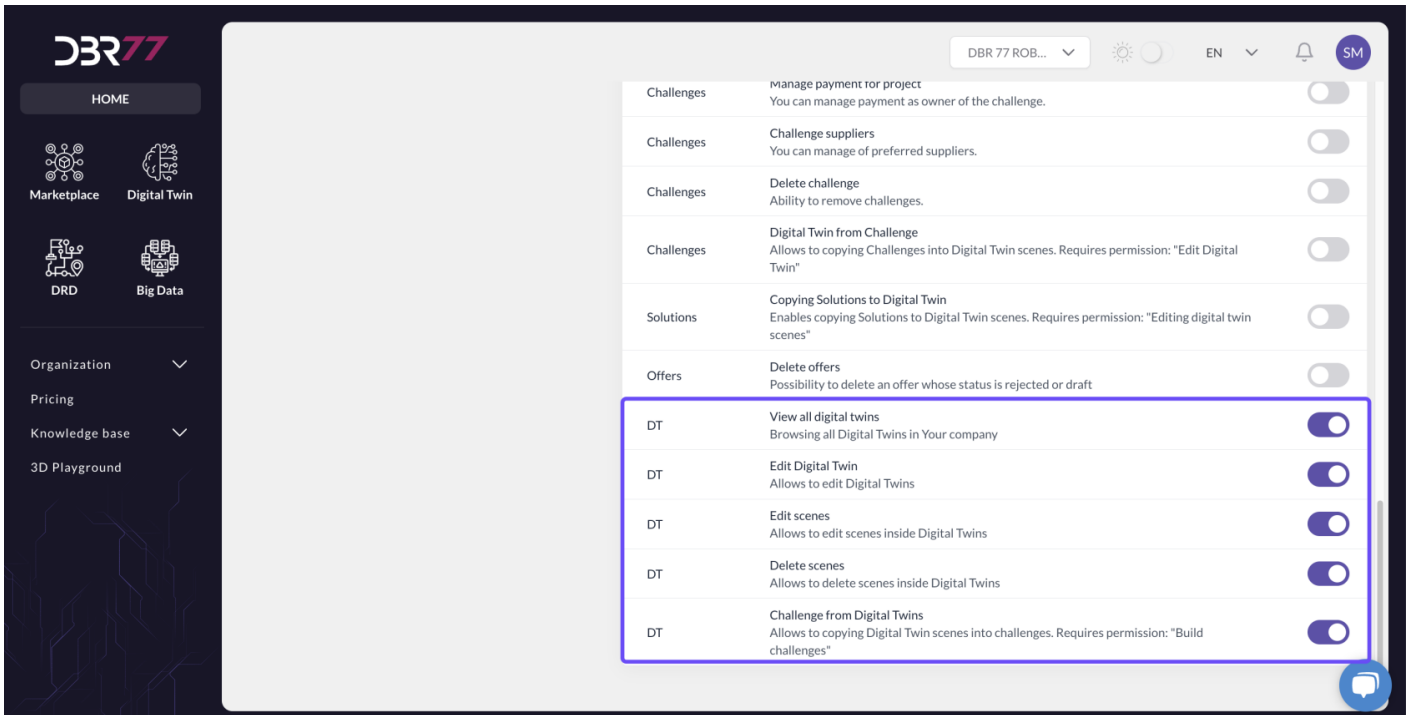 DBR77
DBR 77 ROB...
EN
SM
HOME
Marketplace
Digital Twin
DRD
Big Data
Organization
Pricing
Knowledge base
3D Playground
Challenges
Manage payment for project
You can manage payment as owner of the challenge.
Challenges
Challenge suppliers
You can manage of preferred suppliers.
Challenges
Delete challenge
Ability to remove challenges.
Challenges
Digital Twin from Challenge
Allows to copying Challenges into Digital Twin scenes. Requires permission: "Edit Digital
Twin"
Solutions
Copying Solutions to Digital Twin
Enables copying Solutions to Digital Twin scenes. Requires permission: "Editing digital twin
scenes"
Offers
Delete offers
Possibility to delete an offer whose status is rejected or draft
DT
View all digital twins
Browsing all Digital Twins in Your company
DT
Edit Digital Twin
Allows to edit Digital Twins
DT
Edit scenes
Allows to edit scenes inside Digital Twins
DT
Delete scenes
Allows to delete scenes inside Digital Twins
DT
Challenge from Digital Twins
Allows to copying Digital Twin scenes into challenges. Requires permission: "Build
challenges"